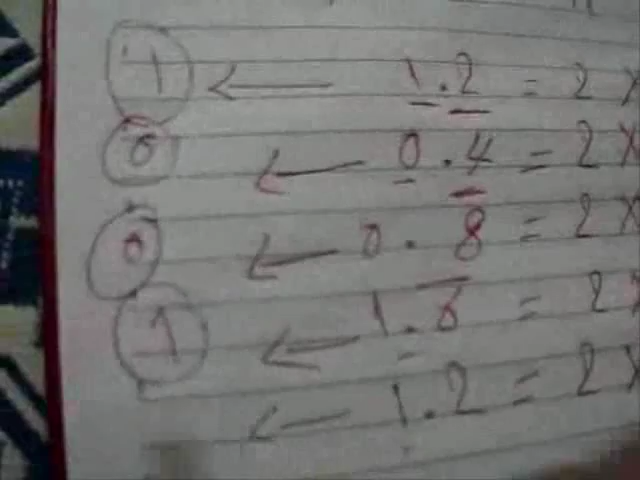 1 ← 1.2 = 2 ×
0 ← 0.4 = 2 ×
0 ← 0.8 = 2 ×
1 ← 1.6 = 2 ×
← 1.2 = 2 ×